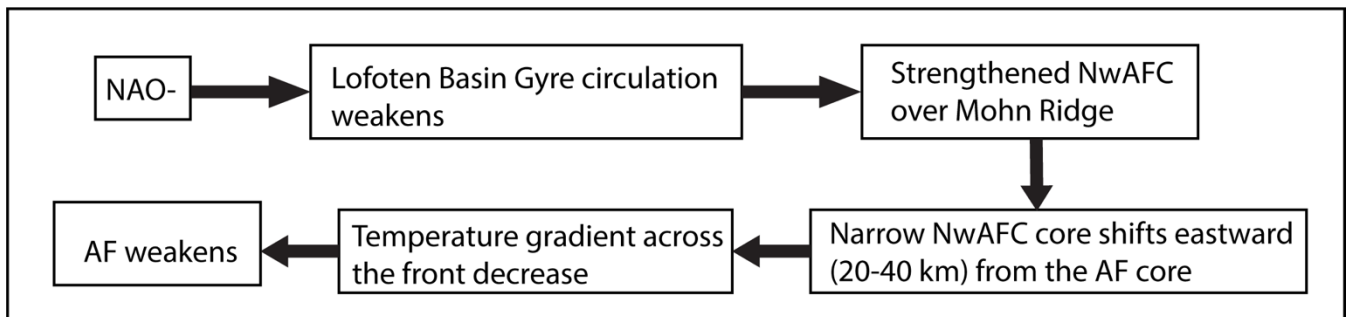 NAO-
Lofoten Basin Gyre circulation
weakens
Strengthened NwAFC
over Mohn Ridge
Narrow NwAFC core shifts eastward
(20-40 km) from the AF core
Temperature gradient across
the front decrease
AF weakens